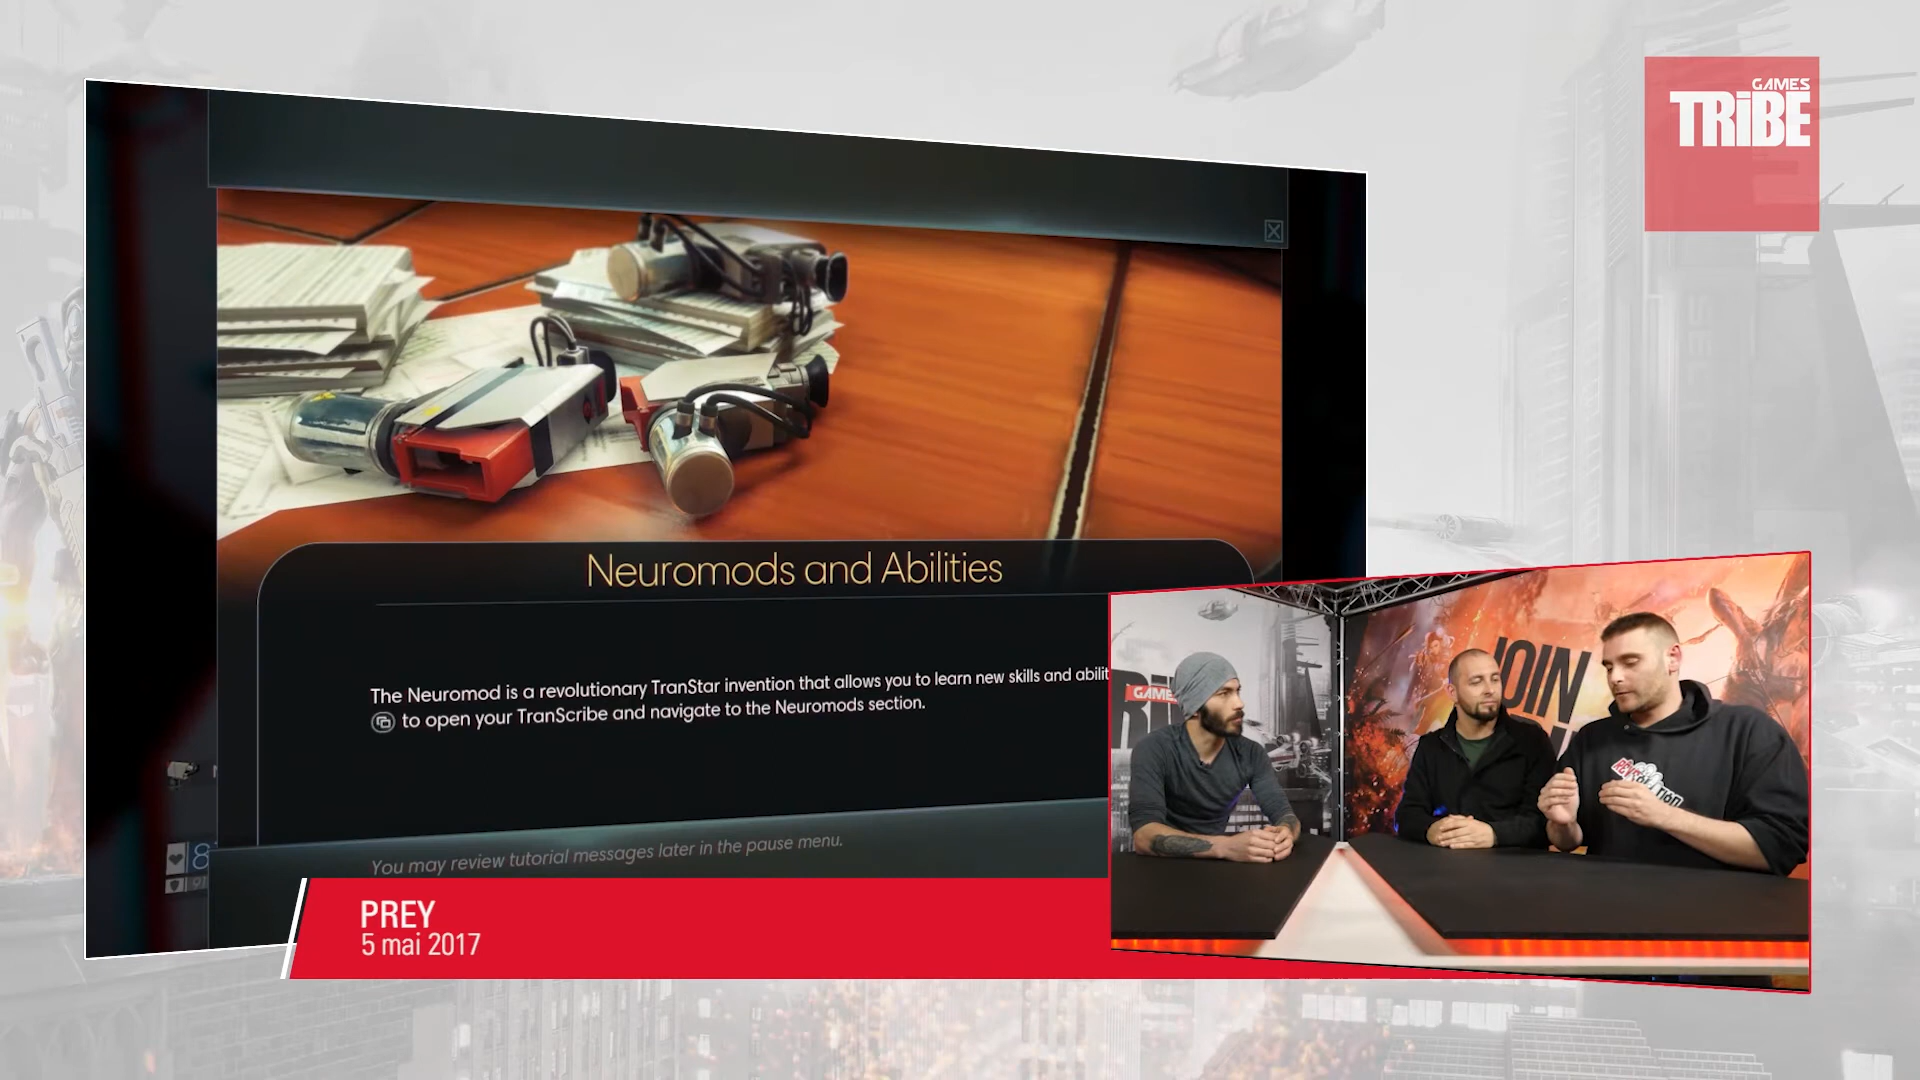 GAMES
TRiBE
Neuromods and Abilities
The Neuromod is a revolutionary TranStar invention that allows you to learn new skills and abilit
to open your TranScribe and navigate to the Neuromods section.
You may review tutorial messages later in the pause menu.
PREY
5 mai 2017
GAME
JOIN